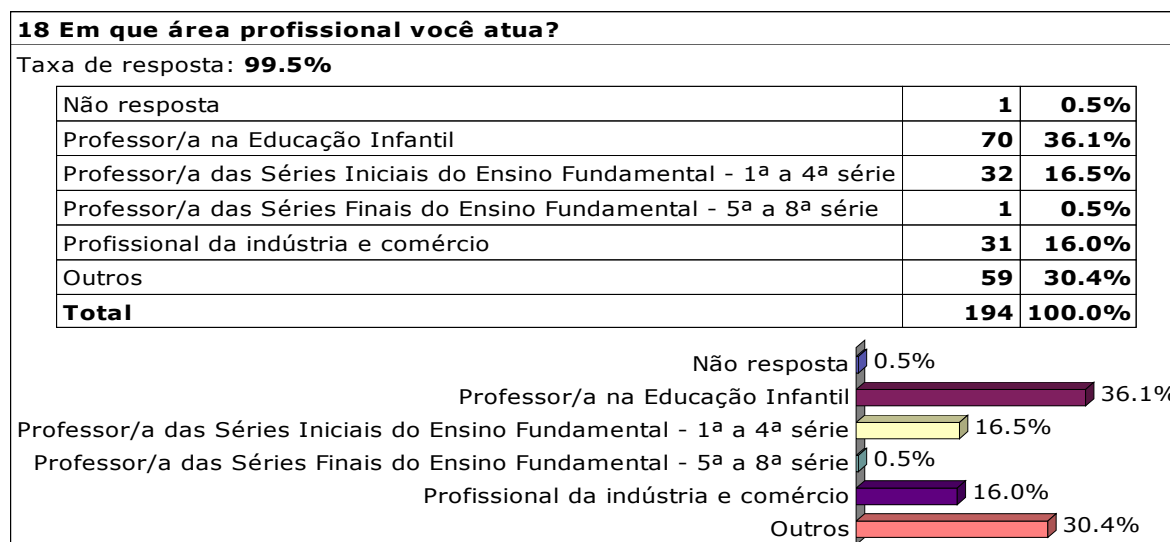 18 Em que área profissional você atua?
Taxa de resposta: 99.5%
Não resposta 1 0.5%
Professor/a na Educação Infantil 70 36.1%
Professor/a das Séries Iniciais do Ensino Fundamental - 1ª a 4ª série 32 16.5%
Professor/a das Séries Finais do Ensino Fundamental - 5ª a 8ª série 1 0.5%
Profissional da indústria e comércio 31 16.0%
Outros 59 30.4%
Total 194 100.0%
Não resposta 0.5%
Professor/a na Educação Infantil 36.1%
Professor/a das Séries Iniciais do Ensino Fundamental - 1ª a 4ª série 16.5%
Professor/a das Séries Finais do Ensino Fundamental - 5ª a 8ª série 0.5%
Profissional da indústria e comércio 16.0%
Outros 30.4%